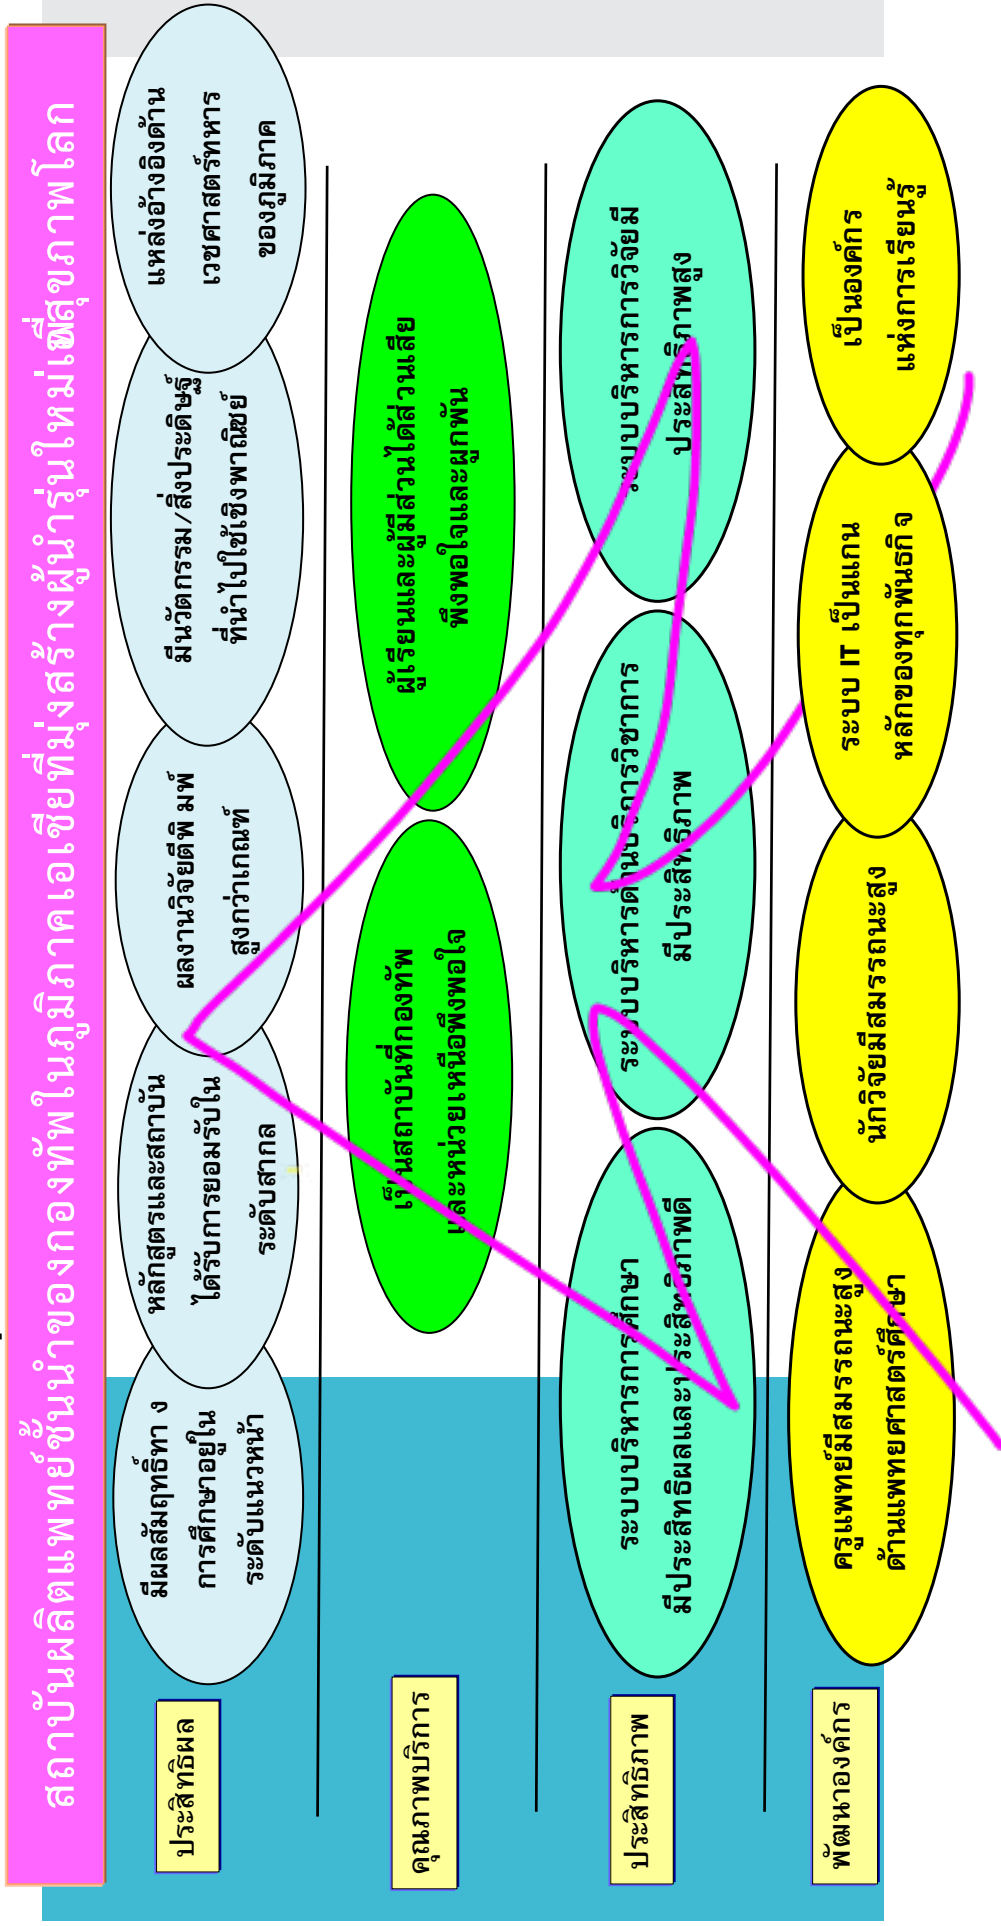 สถาบันผลิตแพทย์ชั้นนำของกองทัพในภูมิภาคเอเชียที่มุ่งสร้างผู้นำรุ่นใหม่เพื่อสุขภาพโลก
ประสิทธิผล
มีผลสัมฤทธิ์ทาง
การศึกษาอยู่ใน
ระดับแนวหน้า
หลักสูตรและสถาบัน
ได้รับการยอมรับใน
ระดับสากล
ผลงานวิจัยตีพิมพ์
สูงกว่าเกณฑ์
มีนวัตกรรม/สิ่งประดิษฐ์
ที่นำไปใช้เชิงพาณิชย์
แหล่งอ้างอิงด้าน
เวชศาสตร์ทหาร
ของภูมิภาค
คุณภาพบริการ
เป็นสถาบันที่กองทัพ
และหน่วยเหนือพึงพอใจ
ผู้เรียนและผู้มีส่วนได้ส่วนเสีย
พึงพอใจและผูกพัน
ประสิทธิภาพ
ระบบบริหารการศึกษา
มีประสิทธิผลและประสิทธิภาพดี
ระบบบริหารด้านบริการวิชาการ
มีประสิทธิภาพ
ระบบบริหารการวิจัยมี
ประสิทธิภาพสูง
พัฒนาองค์กร
ครูแพทย์มีสมรรถนะสูง
ด้านแพทยศาสตร์ศึกษา
นักวิจัยมีสมรรถนะสูง
ระบบ IT เป็นแกน
หลักของทุกพันธกิจ
เป็นองค์กร
แห่งการเรียนรู้